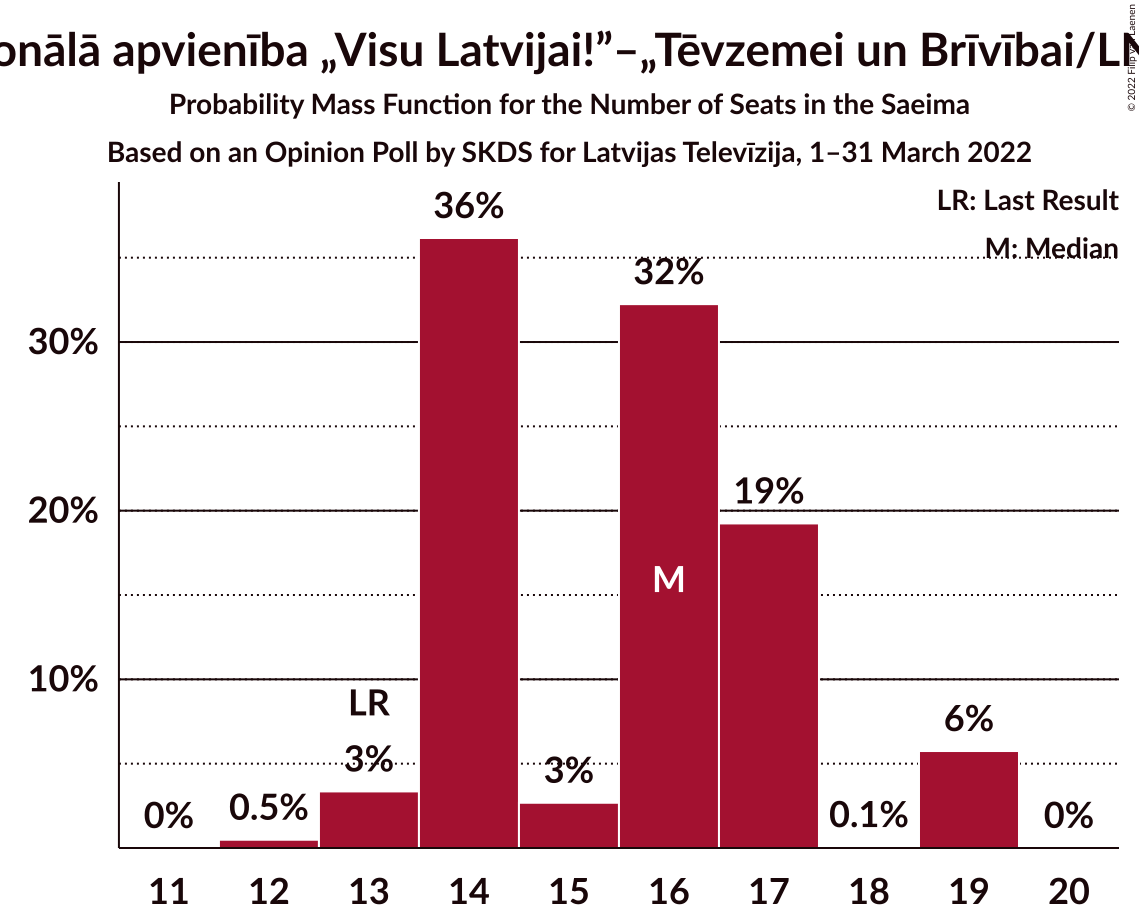 onālā apvienība „Visu Latvijai!”–„Tēvzemei un Brīvībai/LN
Probability Mass Function for the Number of Seats in the Saeima
Based on an Opinion Poll by SKDS for Latvijas Televīzija, 1–31 March 2022
© 2022 Filip Laenen
LR: Last Result
M: Median
36%
32%
30%
20%
19%
M
10%
LR
6%
3%
3%
0%
0.5%
0.1%
0%
11 12 13 14 15 16 17 18 19 20